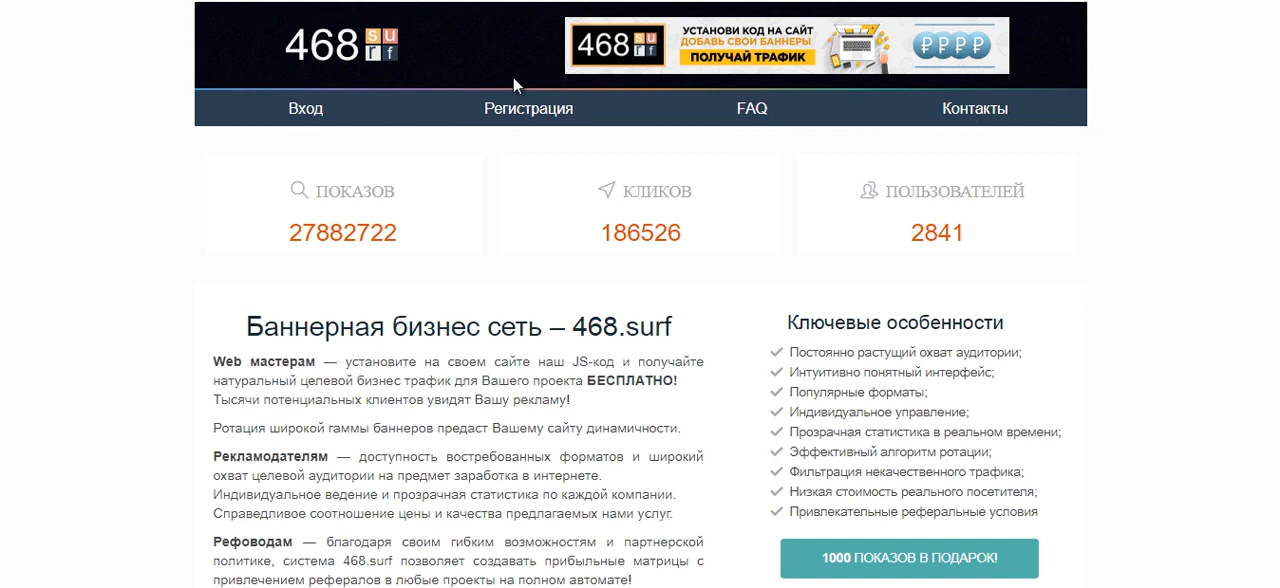 468 su rf
468 su rf
УСТАНОВИ КОД НА САЙТ
ДОБАВЬ СВОИ БАННЕРЫ
ПОЛУЧАЙ ТРАФИК
₽ ₽ ₽ ₽
Вход Регистрация FAQ Контакты
ПОКАЗОВ КЛИКОВ ПОЛЬЗОВАТЕЛЕЙ
27882722 186526 2841
Баннерная бизнес сеть – 468.surf
Web мастерам — установите на своем сайте наш JS-код и получайте
натуральный целевой бизнес трафик для Вашего проекта БЕСПЛАТНО!
Тысячи потенциальных клиентов увидят Вашу рекламу!
Ротация широкой гаммы баннеров предаст Вашему сайту динамичности.
Рекламодателям — доступность востребованных форматов и широкий
охват целевой аудитории на предмет заработка в интернете.
Индивидуальное ведение и прозрачная статистика по каждой компании.
Справедливое соотношение цены и качества предлагаемых нами услуг.
Рефоводам — благодаря своим гибким возможностям и партнерской
политике, система 468.surf позволяет создавать прибыльные матрицы с
привлечением рефералов в любые проекты на полном автомате!
Ключевые особенности
Постоянно растущий охват аудитории;
Интуитивно понятный интерфейс;
Популярные форматы;
Индивидуальное управление;
Прозрачная статистика в реальном времени;
Эффективный алгоритм ротации;
Фильтрация некачественного трафика;
Низкая стоимость реального посетителя;
Привлекательные реферальные условия
1000 ПОКАЗОВ В ПОДАРОК!